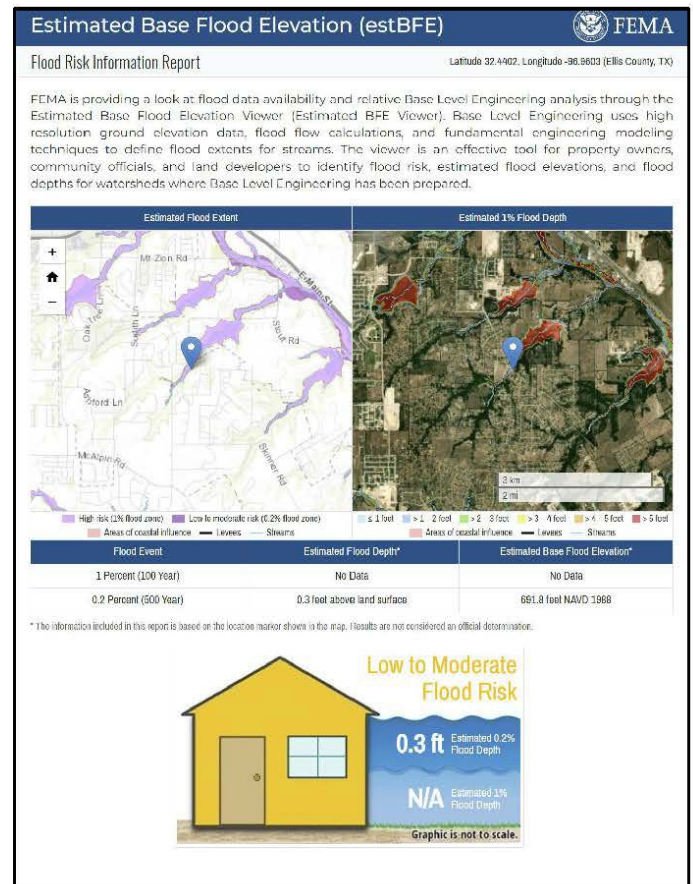 Estimated Base Flood Elevation (estBFE)
FEMA
Flood Risk Information Report
Latitude 32.4402, Longitude -96.9603 (Ellis County, TX)
FEMA is providing a look at flood data availability and relative Base Level Engineering analysis through the
Estimated Base Flood Elevation Viewer (Estimated BFE Viewer). Base Level Engineering uses high
resolution ground elevation data, flood flow calculations, and fundamental engineering modeling
techniques to define flood extents for streams. The viewer is an effective tool for property owners,
community officials, and land developers to identify flood risk, estimated flood elevations, and flood
depths for watersheds where Base Level Engineering has been prepared.
Estimated Flood Extent
Estimated 1% Flood Depth
+
−
Mt Zion Rd
E Main St
Oak Tree Ln
Smith Ln
Stout Rd
ford Ln
McAlpin Rd
Skinner Rd
3 km
2 mi
High risk (1% flood zone) Low to moderate risk (0.2% flood zone)
Areas of coastal influence Levees Streams
≤ 1 foot > 1 - 2 feet > 2 - 3 feet > 3 - 4 feet > 4 - 5 feet > 5 feet
Areas of coastal influence Levees Streams
Flood Event Estimated Flood Depth* Estimated Base Flood Elevation*
1 Percent (100 Year) No Data No Data
0.2 Percent (500 Year) 0.3 feet above land surface 691.8 feet NAVD 1988
* The information included in this report is based on the location marker shown in the map. Results are not considered an official determination.
Low to Moderate
Flood Risk
0.3 ft Estimated 0.2%
Flood Depth
N/A Estimated 1%
Flood Depth
Graphic is not to scale.